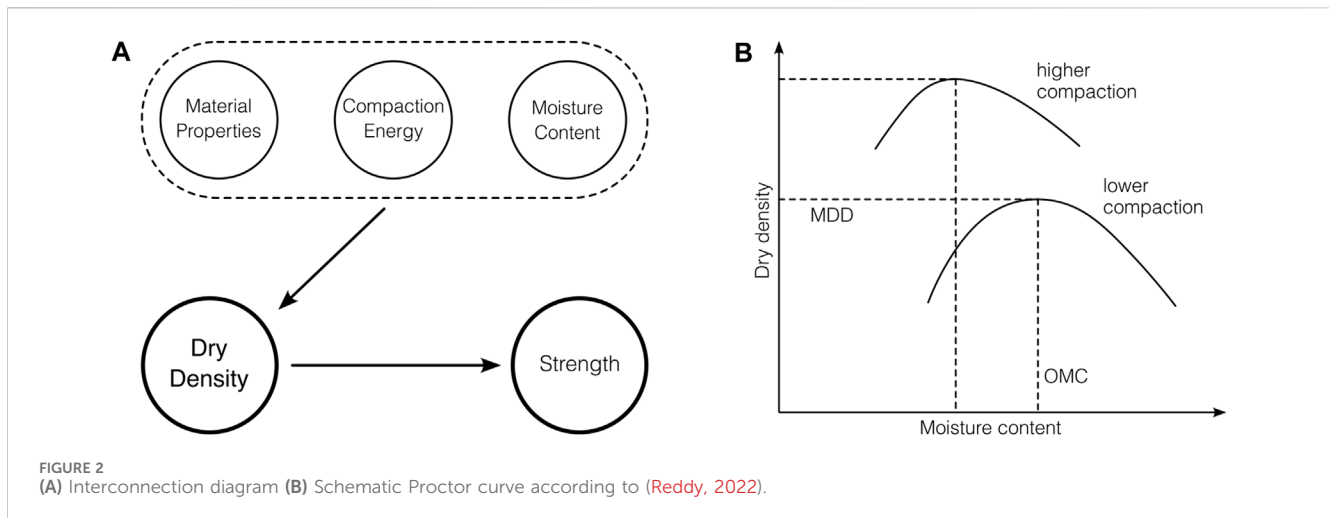 A
Material
Properties
Compaction
Energy
Moisture
Content
Dry
Density
Strength
B
higher
compaction
lower
compaction
MDD
OMC
Dry density
Moisture content
FIGURE 2
(A) Interconnection diagram (B) Schematic Proctor curve according to (Reddy, 2022).